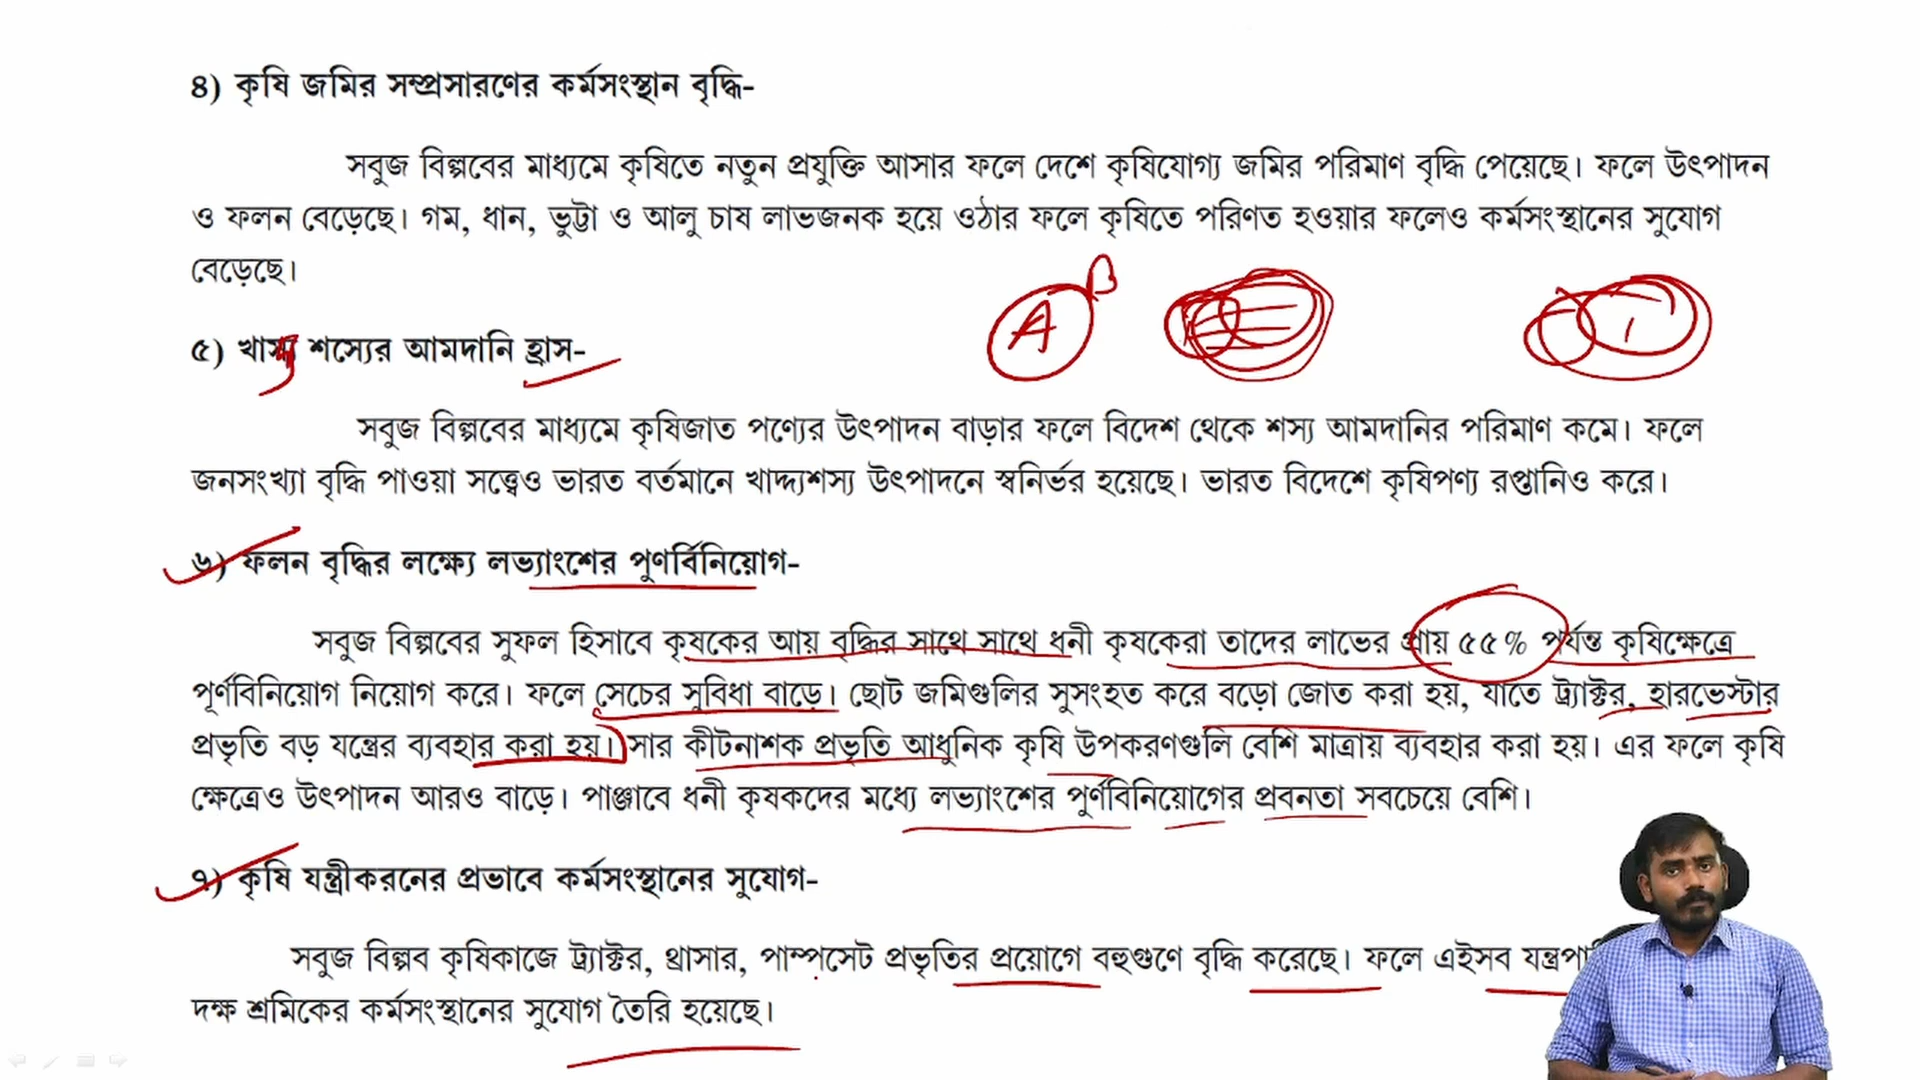 ৪) কৃষি জমির সম্প্রসারণের কর্মসংস্থান বৃদ্ধি-
সবুজ বিল্পবের মাধ্যমে কৃষিতে নতুন প্রযুক্তি আসার ফলে দেশে কৃষিযোগ্য জমির পরিমাণ বৃদ্ধি পেয়েছে। ফলে উৎপাদন
ও ফলন বেড়েছে। গম, ধান, ভুট্টা ও আলু চাষ লাভজনক হয়ে ওঠার ফলে কৃষিতে পরিণত হওয়ার ফলেও কর্মসংস্থানের সুযোগ
বেড়েছে।
A B
৫) শস্যের আমদানি হ্রাস-
সবুজ বিল্পবের মাধ্যমে কৃষিজাত পণ্যের উৎপাদন বাড়ার ফলে বিদেশ থেকে শস্য আমদানির পরিমাণ কমে। ফলে
জনসংখ্যা বৃদ্ধি পাওয়া সত্ত্বেও ভারত বর্তমানে খাদ্দ্যশস্য উৎপাদনে স্বনির্ভর হয়েছে। ভারত বিদেশে কৃষিপণ্য রপ্তানিও করে।
৬) ফলন বৃদ্ধির লক্ষ্যে লভ্যাংশের পুণর্বিনিয়োগ-
সবুজ বিল্পবের সুফল হিসাবে কৃষকের আয় বৃদ্ধির সাথে সাথে ধনী কৃষকেরা তাদের লাভের প্রায় ৫৫% পর্যন্ত কৃষিক্ষেত্রে
পূর্ণবিনিয়োগ নিয়োগ করে। ফলে সেচের সুবিধা বাড়ে। ছোট জমিগুলির সুসংহত করে বড়ো জোত করা হয়, যাতে ট্র্যাক্টর, হারভেস্টার
প্রভৃতি বড় যন্ত্রের ব্যবহার করা হয়। সার কীটনাশক প্রভৃতি আধুনিক কৃষি উপকরণগুলি বেশি মাত্রায় ব্যবহার করা হয়। এর ফলে কৃষি
ক্ষেত্রেও উৎপাদন আরও বাড়ে। পাঞ্জাবে ধনী কৃষকদের মধ্যে লভ্যাংশের পুর্ণবিনিয়োগের প্রবনতা সবচেয়ে বেশি।
৭) কৃষি যন্ত্রীকরনের প্রভাবে কর্মসংস্থানের সুযোগ-
সবুজ বিল্পব কৃষিকাজে ট্র্যাক্টর, থ্রাসার, পাম্পসেট প্রভৃতির প্রয়োগে বহুগুণে বৃদ্ধি করেছে। ফলে এইসব
দক্ষ শ্রমিকের কর্মসংস্থানের সুযোগ তৈরি হয়েছে।